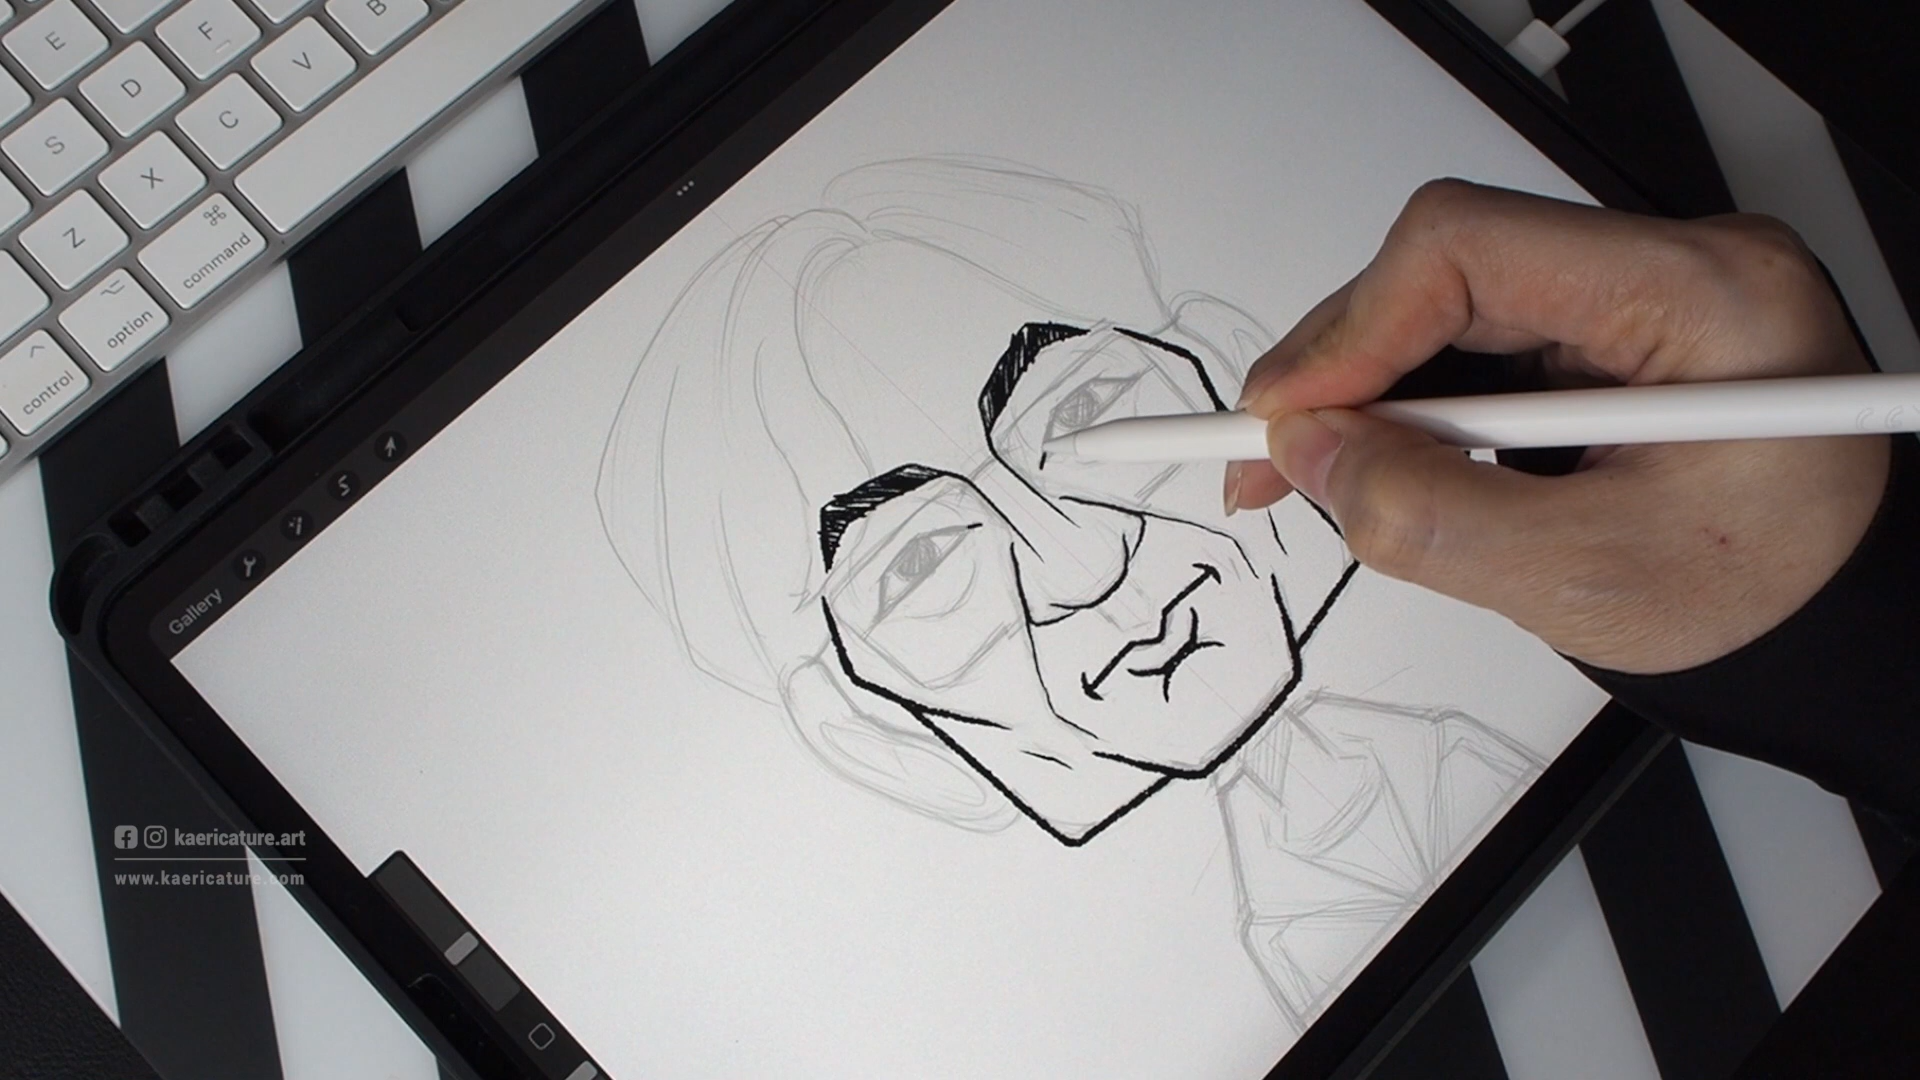 E
F
B
D
V
S
C
X
Z
⌘
command
⌥
option
^
control
Gallery
kaericature.art
www.kaericature.com